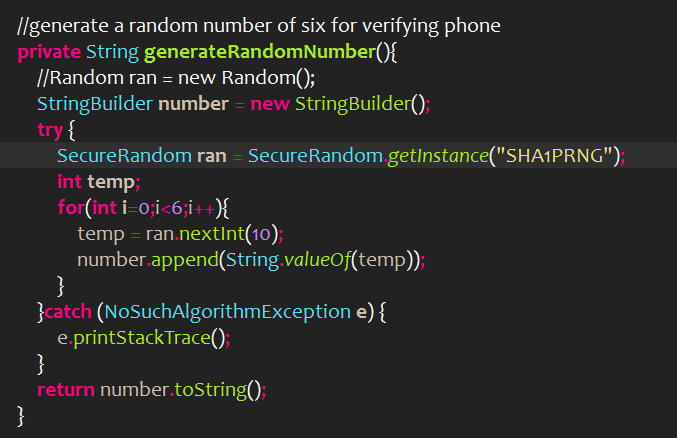 //generate a random number of six for verifying phone
private String generateRandomNumber(){
//Random ran = new Random();
StringBuilder number = new StringBuilder();
try {
SecureRandom ran = SecureRandom.getInstance("SHA1PRNG");
int temp;
for(int i=0;i<6;i++){
temp = ran.nextInt(10);
number.append(String.valueOf(temp));
}
}catch (NoSuchAlgorithmException e) {
e.printStackTrace();
}
return number.toString();
}